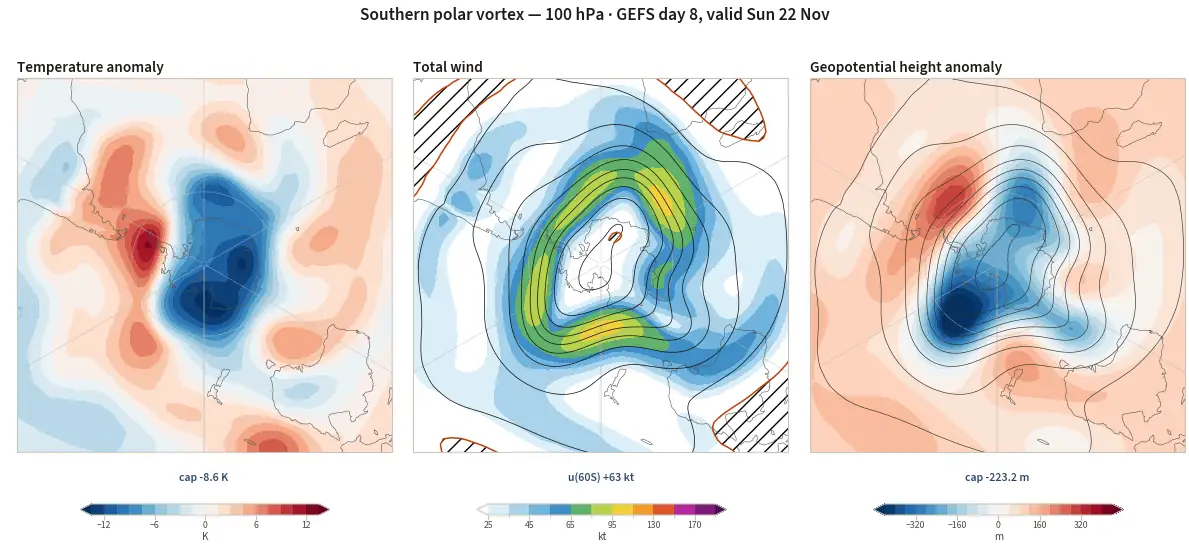 Southern polar vortex — 100 hPa · GEFS day 8, valid Sun 22 Nov
Temperature anomaly
Total wind
Geopotential height anomaly
cap -8.6 K
u(60S) +63 kt
cap -223.2 m
−12 −6 0 6 12
K
25 45 65 95 130 170
kt
−320 −160 0 160 320
m